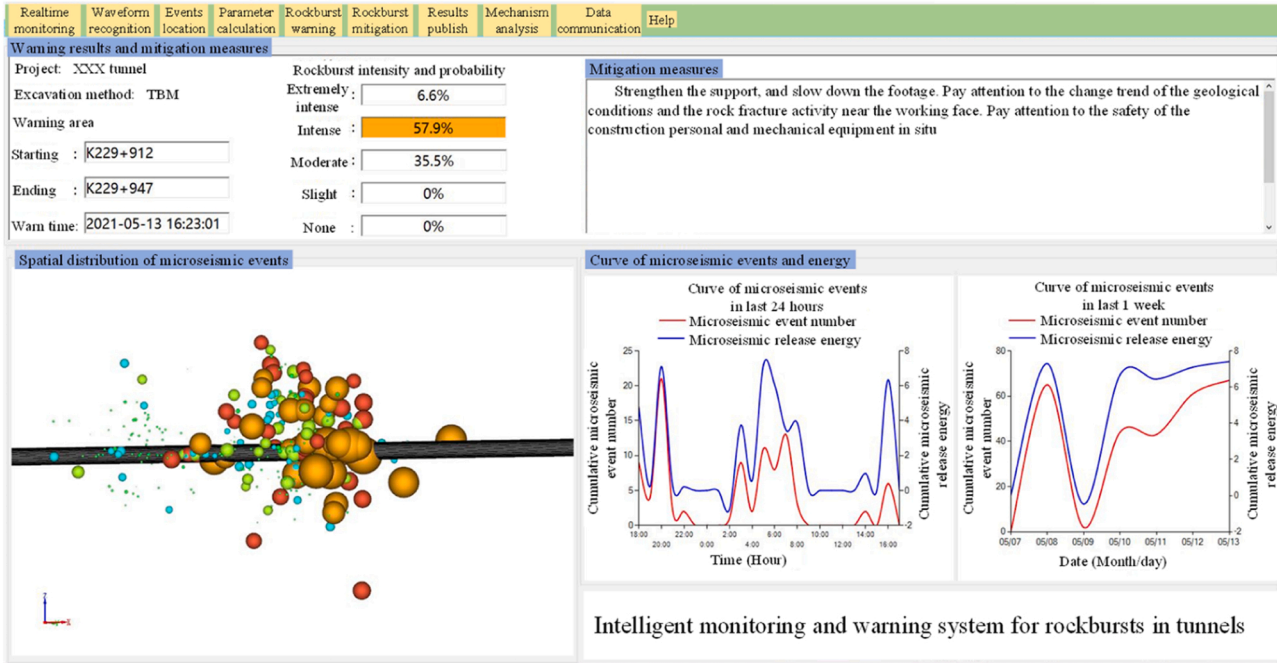 Realtime monitoring
Waveform recognition
Events location
Parameter calculation
Rockburst warning
Rockburst mitigation
Results publish
Mechanism analysis
Data communication
Help
Warning results and mitigation measures
Project: XXX tunnel
Excavation method: TBM
Warning area
Starting : K229+912
Ending : K229+947
Warn time: 2021-05-13 16:23:01
Rockburst intensity and probability
Extremely intense : 6.6%
Intense : 57.9%
Moderate : 35.5%
Slight : 0%
None : 0%
Mitigation measures
Strengthen the support, and slow down the footage. Pay attention to the change trend of the geological
conditions and the rock fracture activity near the working face. Pay attention to the safety of the
construction personal and mechanical equipment in situ
Spatial distribution of microseismic events
Z
X
Curve of microseismic events and energy
Curve of microseismic events
in last 24 hours
Microseismic event number
Microseismic release energy
Cumulative microseismic
event number
25
20
15
10
5
0
8
6
4
2
0
-2
Cumulative microseismic
release energy
18:00 22:00 2:00 6:00 10:00 14:00
20:00 0:00 4:00 8:00 12:00 16:00
Time (Hour)
Curve of microseismic events
in last 1 week
Microseismic event number
Microseismic release energy
Cumulative microseismic
event number
80
60
40
20
0
8
6
4
2
0
-2
Cumulative microseismic
release energy
05/07 05/08 05/09 05/10 05/11 05/12 05/13
Date (Month/day)
Intelligent monitoring and warning system for rockbursts in tunnels